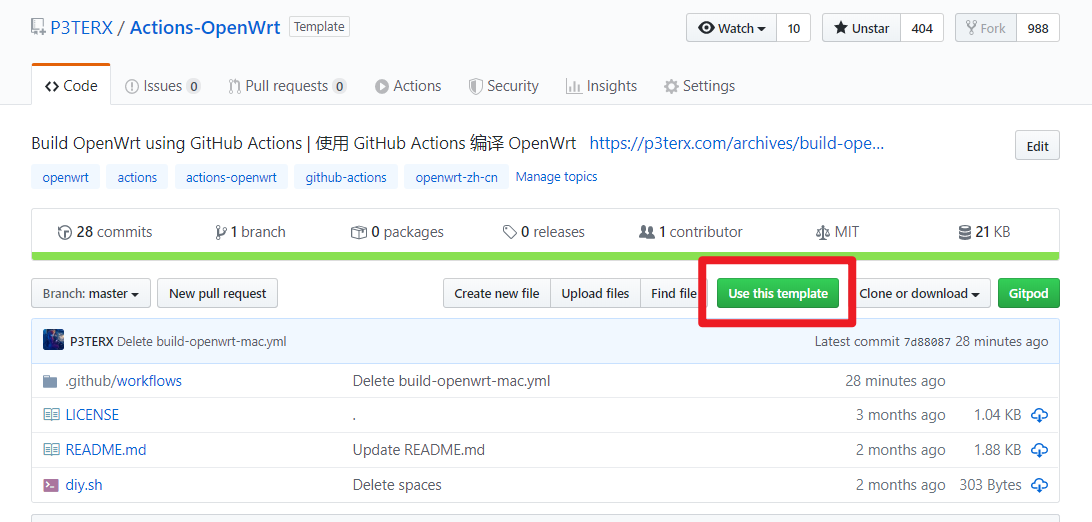 P3TERX / Actions-OpenWrt Template Watch 10 Unstar 404 Fork 988
Code Issues 0 Pull requests 0 Actions Security Insights Settings
Build OpenWrt using GitHub Actions | 使用 GitHub Actions 编译 OpenWrt https://p3terx.com/archives/build-ope... Edit
openwrt actions actions-openwrt github-actions openwrt-zh-cn Manage topics
28 commits 1 branch 0 packages 0 releases 1 contributor MIT 21 KB
Branch: master New pull request Create new file Upload files Find file Use this template Clone or download Gitpod
P3TERX Delete build-openwrt-mac.yml Latest commit 7d88087 28 minutes ago
.github/workflows Delete build-openwrt-mac.yml 28 minutes ago
LICENSE . 3 months ago 1.04 KB
README.md Update README.md 2 months ago 1.88 KB
diy.sh Delete spaces 2 months ago 303 Bytes